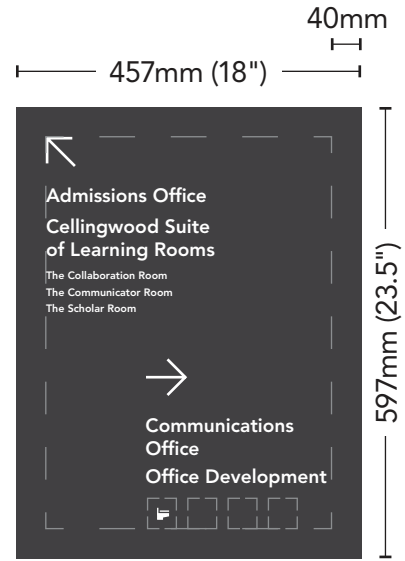 40mm
457mm (18")
Admissions Office
Cellingwood Suite
of Learning Rooms
The Collaboration Room
The Communicator Room
The Scholar Room
Communications
Office
Office Development
597mm (23.5")